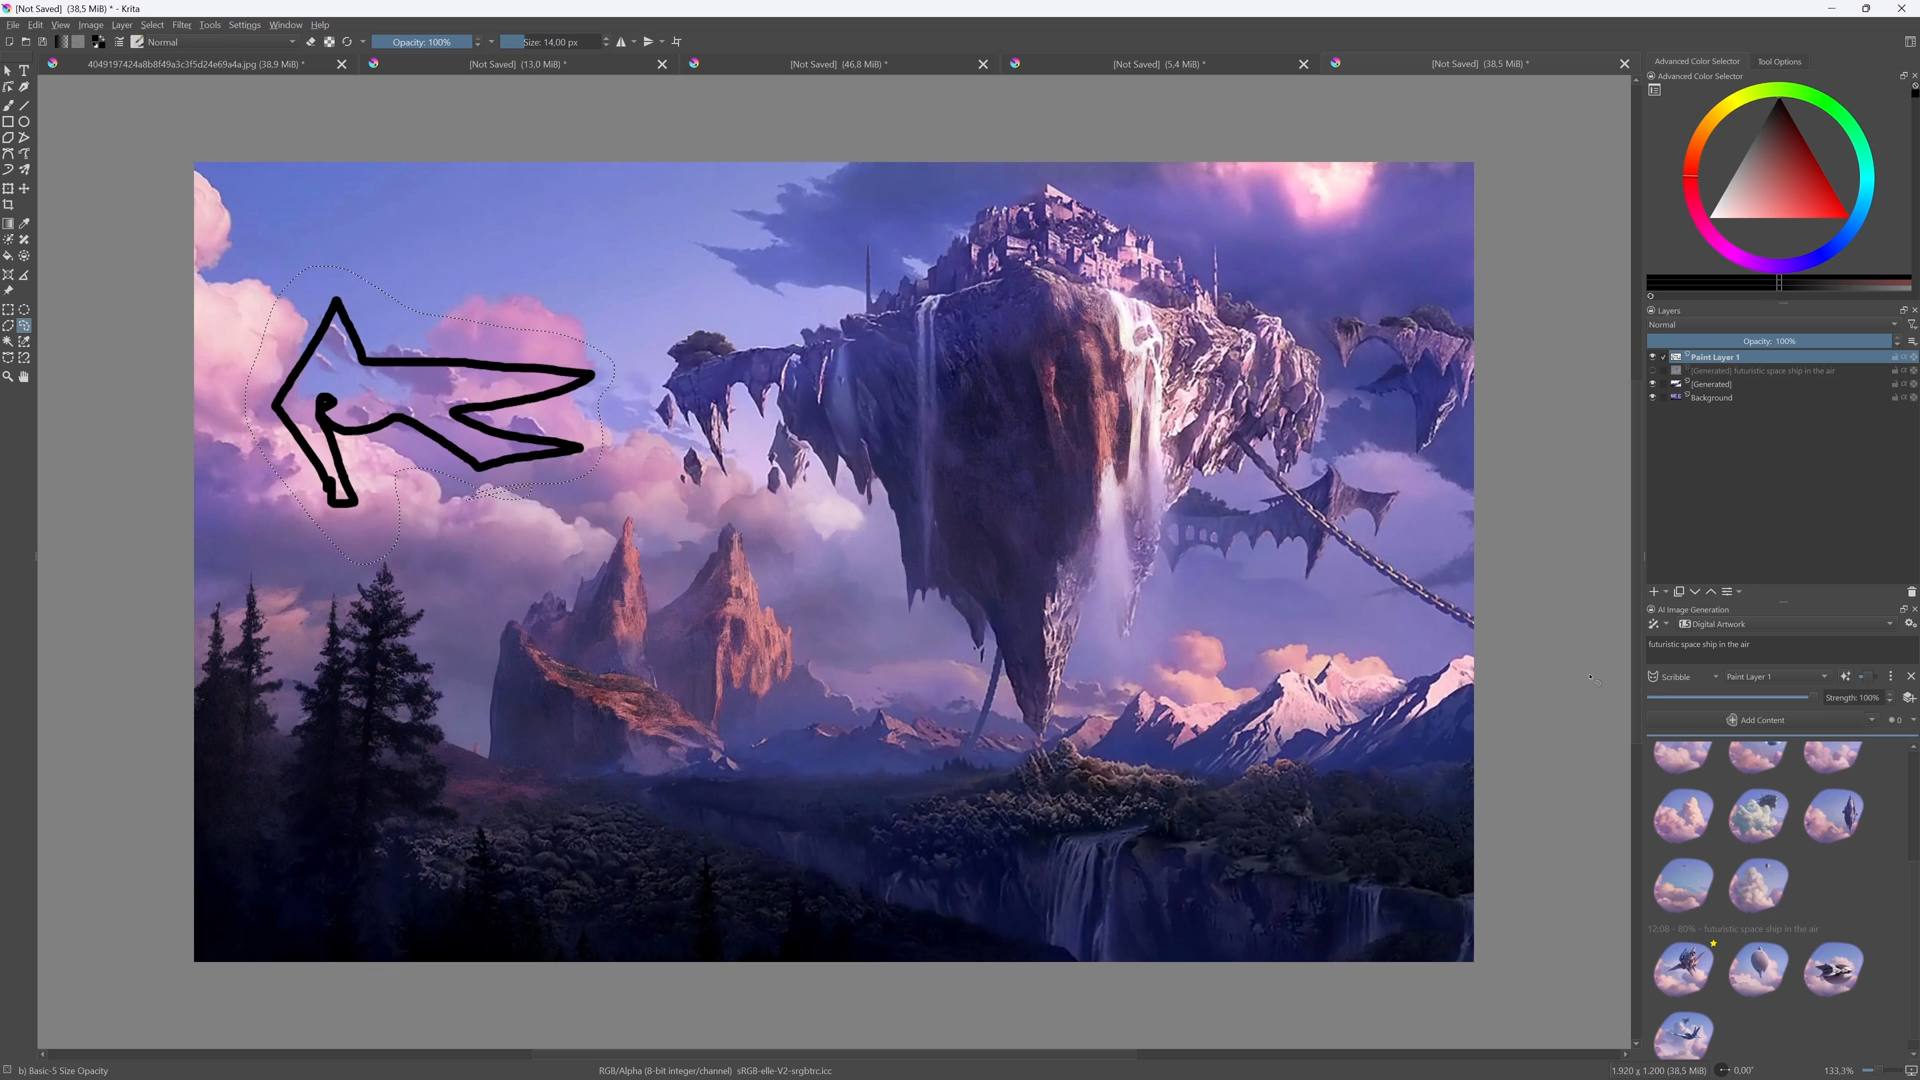 [Not Saved] (38,5 MiB) * - Krita
File Edit View Image Layer Select Filter Tools Settings Window Help
Normal Opacity: 100% Size: 14,00 px
4049197424a8b8f49a3c3f5d24e69a4a.jpg (38,9 MiB) * [Not Saved] (13,0 MiB) * [Not Saved] (46,8 MiB) * [Not Saved] (5,4 MiB) * [Not Saved] (38,5 MiB) *
Advanced Color Selector Tool Options
Advanced Color Selector
Layers
Normal
Opacity: 100%
Paint Layer 1
[Generated] futuristic space ship in the air
[Generated]
Background
AI Image Generation
1.5 Digital Artwork
futuristic space ship in the air
Scribble Paint Layer 1
Strength: 100%
Add Content 0
12:08 - 80% - futuristic space ship in the air
b) Basic-5 Size Opacity RGB/Alpha (8-bit integer/channel) sRGB-elle-V2-srgbtrc.icc 1.920 x 1.200 (38,5 MiB) 0,00° 133,3%